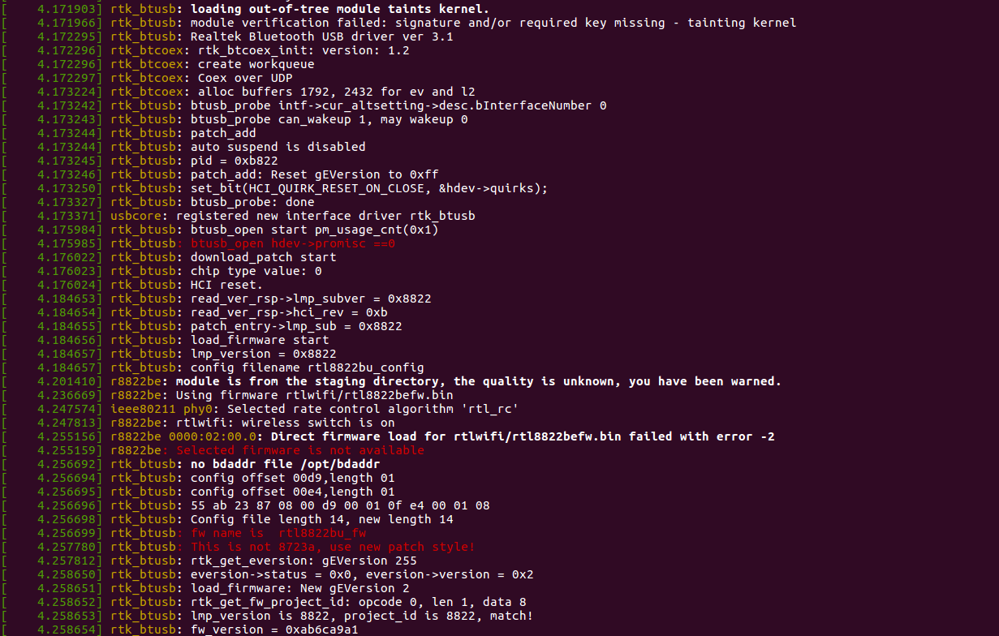 [    4.171903] rtk_btusb: loading out-of-tree module taints kernel.
[    4.171966] rtk_btusb: module verification failed: signature and/or required key missing - tainting kernel
[    4.172295] rtk_btusb: Realtek Bluetooth USB driver ver 3.1
[    4.172296] rtk_btcoex: rtk_btcoex_init: version: 1.2
[    4.172296] rtk_btcoex: create workqueue
[    4.172297] rtk_btcoex: Coex over UDP
[    4.173224] rtk_btcoex: alloc buffers 1792, 2432 for ev and l2
[    4.173242] rtk_btusb: btusb_probe intf->cur_altsetting->desc.bInterfaceNumber 0
[    4.173243] rtk_btusb: btusb_probe can_wakeup 1, may wakeup 0
[    4.173244] rtk_btusb: patch_add
[    4.173244] rtk_btusb: auto suspend is disabled
[    4.173245] rtk_btusb: pid = 0xb822
[    4.173246] rtk_btusb: patch_add: Reset gEVersion to 0xff
[    4.173250] rtk_btusb: set_bit(HCI_QUIRK_RESET_ON_CLOSE, &hdev->quirks);
[    4.173327] rtk_btusb: btusb_probe: done
[    4.173371] usbcore: registered new interface driver rtk_btusb
[    4.175984] rtk_btusb: btusb_open start pm_usage_cnt(0x1)
[    4.175985] rtk_btusb: btusb_open hdev->promisc ==0
[    4.176022] rtk_btusb: download_patch start
[    4.176023] rtk_btusb: chip type value: 0
[    4.176024] rtk_btusb: HCI reset.
[    4.184653] rtk_btusb: read_ver_rsp->lmp_subver = 0x8822
[    4.184654] rtk_btusb: read_ver_rsp->hci_rev = 0xb
[    4.184655] rtk_btusb: patch_entry->lmp_sub = 0x8822
[    4.184656] rtk_btusb: load_firmware start
[    4.184657] rtk_btusb: lmp_version = 0x8822
[    4.184657] rtk_btusb: config filename rtl8822bu_config
[    4.201410] r8822be: module is from the staging directory, the quality is unknown, you have been warned.
[    4.236669] r8822be: Using firmware rtlwifi/rtl8822befw.bin
[    4.247574] ieee80211 phy0: Selected rate control algorithm 'rtl_rc'
[    4.247813] r8822be: rtlwifi: wireless switch is on
[    4.255156] r8822be 0000:02:00.0: Direct firmware load for rtlwifi/rtl8822befw.bin failed with error -2
[    4.255159] r8822be: Selected firmware is not available
[    4.256692] rtk_btusb: no bdaddr file /opt/bdaddr
[    4.256694] rtk_btusb: config offset 00d9,length 01
[    4.256695] rtk_btusb: config offset 00e4,length 01
[    4.256696] rtk_btusb: 55 ab 23 87 08 00 d9 00 01 0f e4 00 01 08
[    4.256698] rtk_btusb: Config file length 14, new length 14
[    4.256699] rtk_btusb: fw name is  rtl8822bu_fw
[    4.257780] rtk_btusb: This is not 8723a, use new patch style!
[    4.257812] rtk_btusb: rtk_get_eversion: gEVersion 255
[    4.258650] rtk_btusb: eversion->status = 0x0, eversion->version = 0x2
[    4.258651] rtk_btusb: load_firmware: New gEVersion 2
[    4.258652] rtk_btusb: rtk_get_fw_project_id: opcode 0, len 1, data 8
[    4.258653] rtk_btusb: lmp_version is 8822, project_id is 8822, match!
[    4.258654] rtk_btusb: fw_version = 0xab6ca9a1